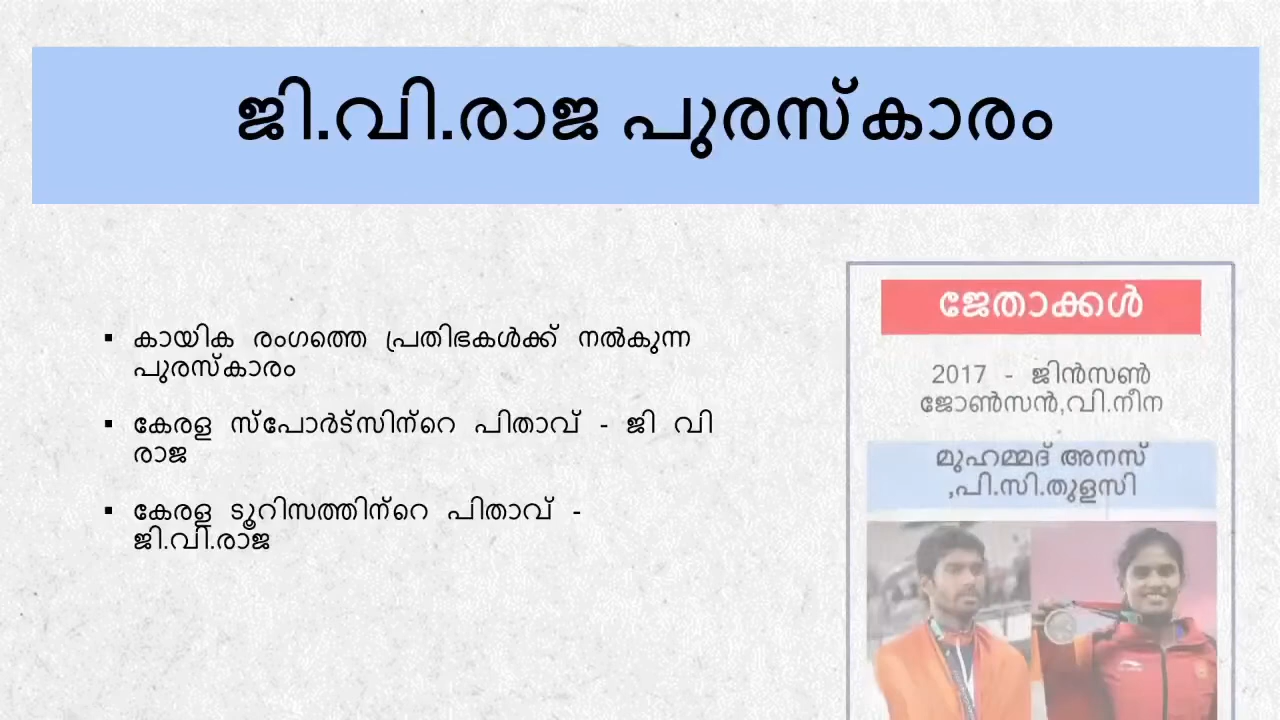 ജി.വി.രാജ പുരസ്കാരം
കായിക രംഗത്തെ പ്രതിഭകൾക്ക് നൽകുന്ന
പുരസ്കാരം
കേരള സ്പോർട്സിന്റെ പിതാവ് - ജി വി
രാജ
കേരള ടൂറിസത്തിന്റെ പിതാവ് -
ജി.വി.രാജ
ജേതാക്കൾ
2017 - ജിൻസൺ
ജോൺസൻ,വി.നീന
മുഹമ്മദ് അനസ്
,പി.സി.തുളസി